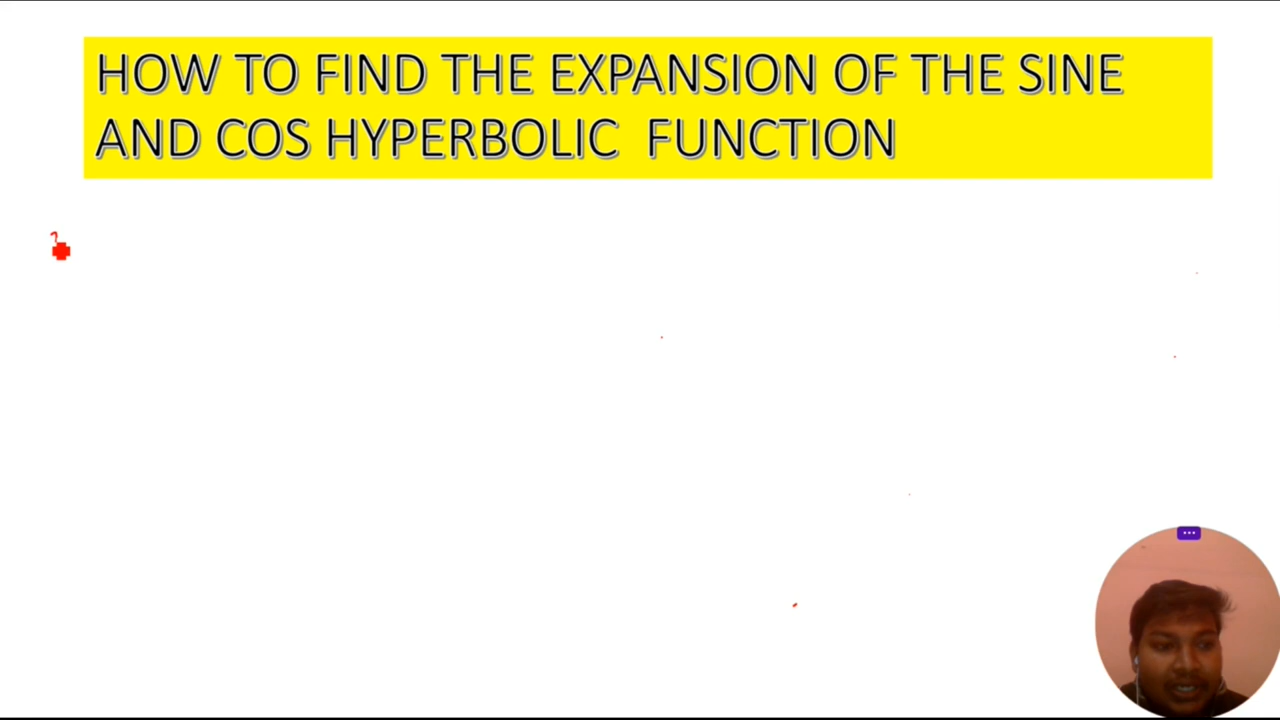 HOW TO FIND THE EXPANSION OF THE SINE
AND COS HYPERBOLIC FUNCTION